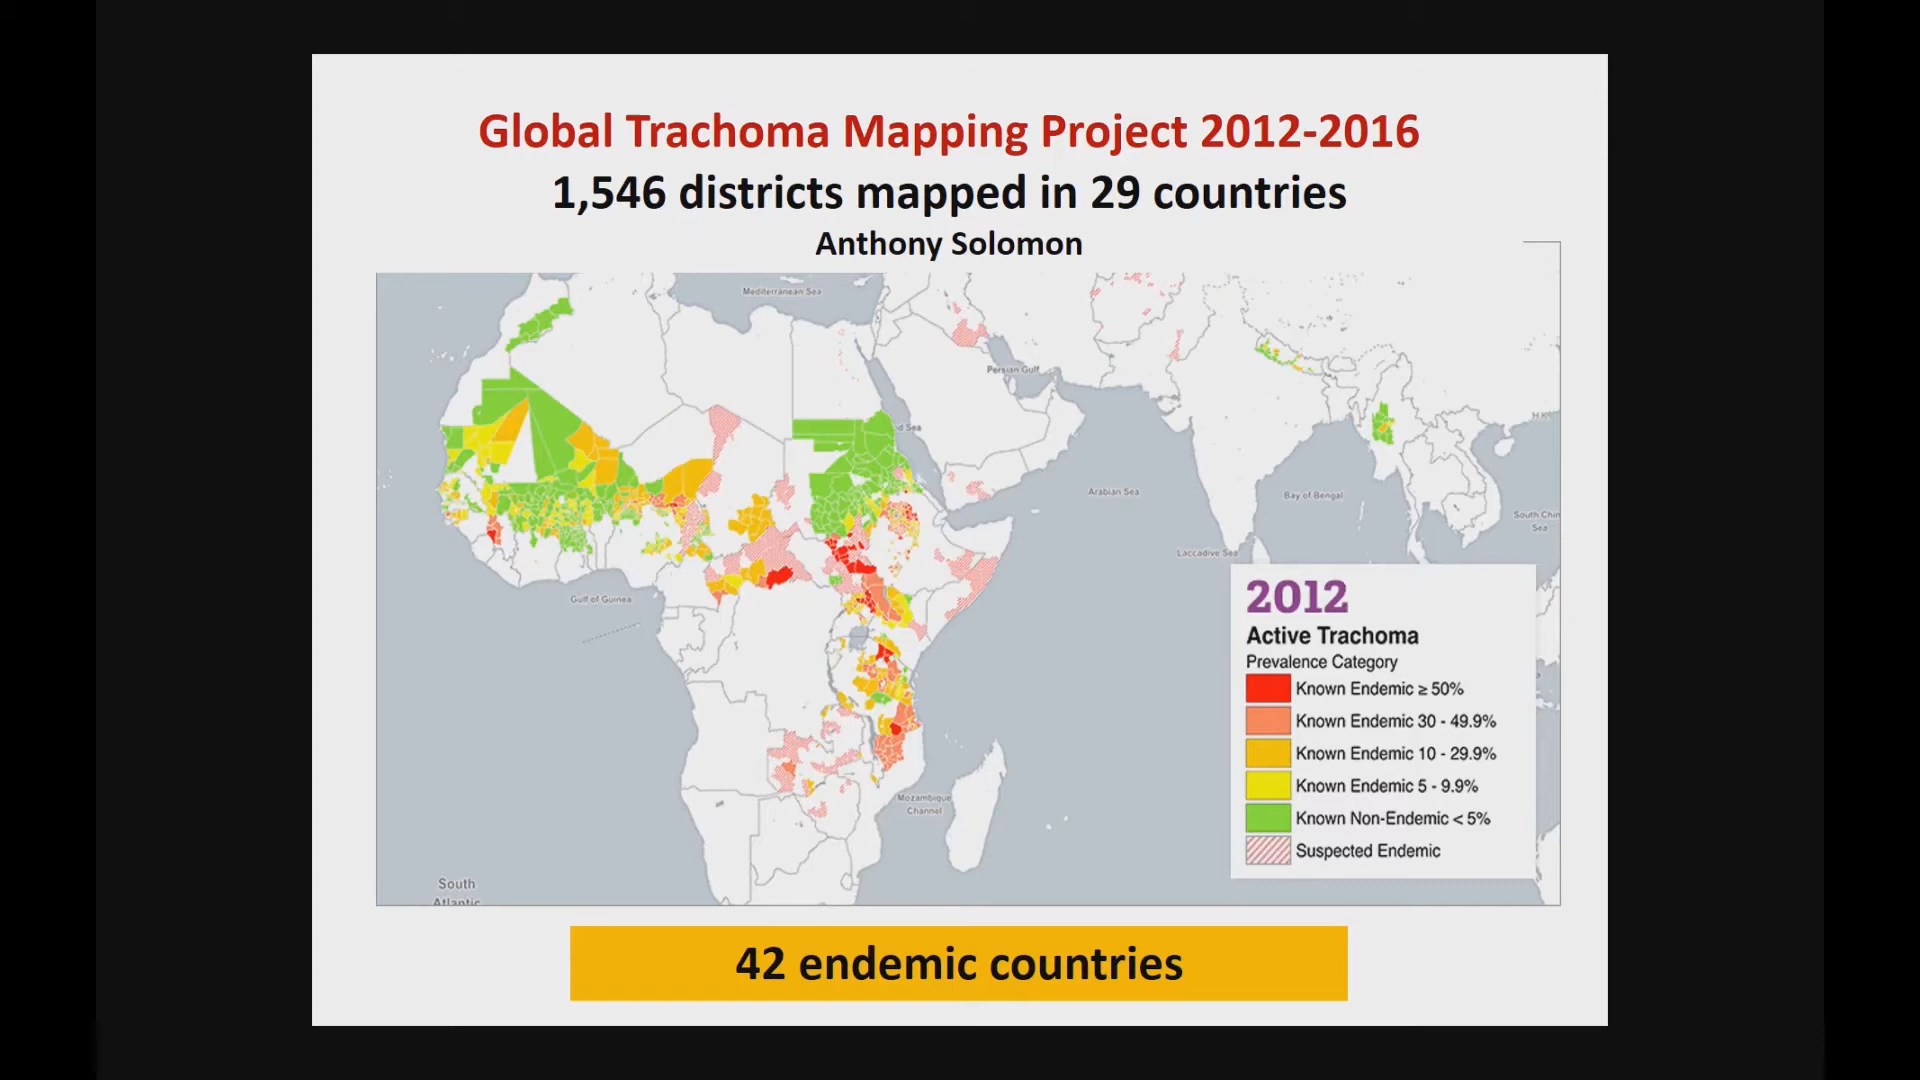 Global Trachoma Mapping Project 2012-2016
1,546 districts mapped in 29 countries
Anthony Solomon
Mediterranean Sea
Persian Gulf
d Sea
Arabian Sea
Bay of Bengal
South Chin
Sea
Laccadive Sea
Gulf of Guinea
Mozambique
Channel
South
Atlantic
2012
Active Trachoma
Prevalence Category
Known Endemic ≥ 50%
Known Endemic 30 - 49.9%
Known Endemic 10 - 29.9%
Known Endemic 5 - 9.9%
Known Non-Endemic < 5%
Suspected Endemic
42 endemic countries